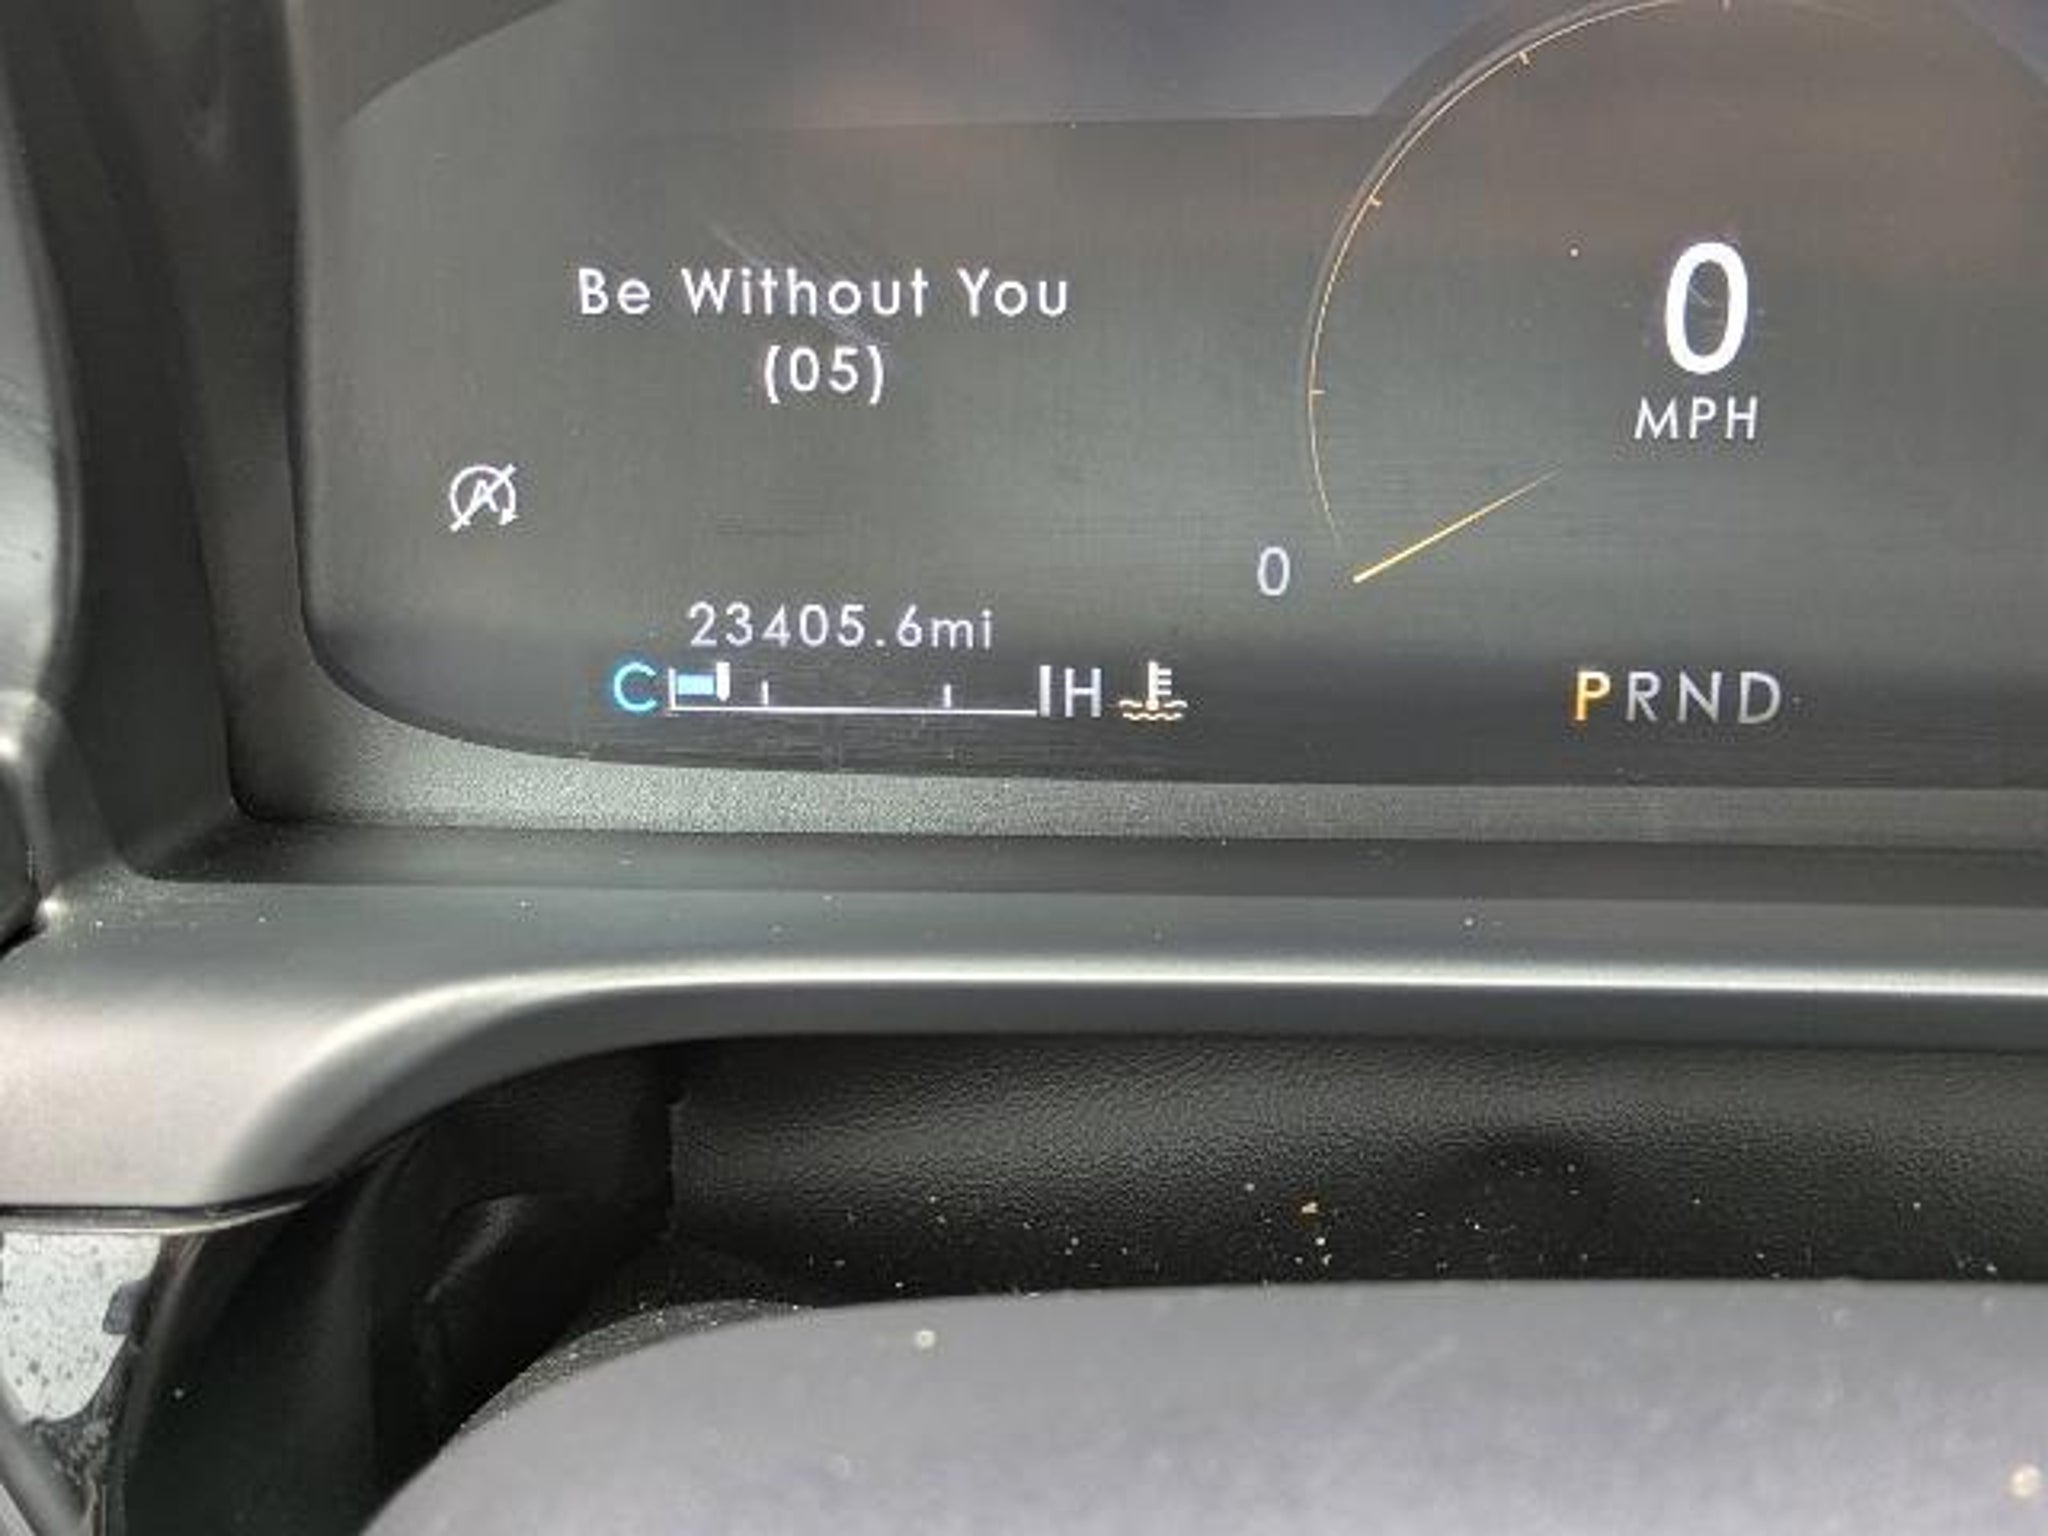 Be Without You
(05)
0
MPH
A
0
23405.6mi
C H
PRND